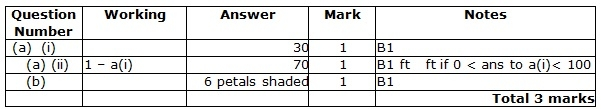 Question Number Working Answer Mark Notes
(a) (i) 30 1 B1
(a) (ii) 1 – a(i) 70 1 B1 ft ft if 0 < ans to a(i)< 100
(b) 6 petals shaded 1 B1
Total 3 marks